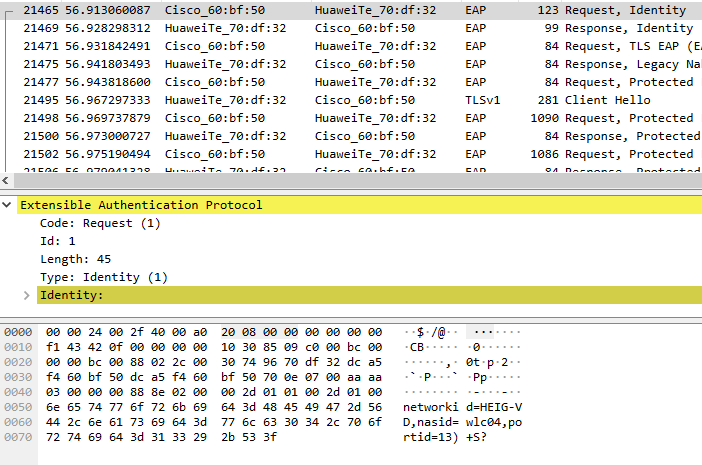 21465 56.913060087 Cisco_60:bf:50 HuaweiTe_70:df:32 EAP 123 Request, Identity
21469 56.928298312 HuaweiTe_70:df:32 Cisco_60:bf:50 EAP 99 Response, Identity
21471 56.931842491 Cisco_60:bf:50 HuaweiTe_70:df:32 EAP 84 Request, TLS EAP (EA
21475 56.941803493 HuaweiTe_70:df:32 Cisco_60:bf:50 EAP 84 Response, Legacy Nak
21477 56.943818600 Cisco_60:bf:50 HuaweiTe_70:df:32 EAP 84 Request, Protected
21495 56.967297333 HuaweiTe_70:df:32 Cisco_60:bf:50 TLSv1 281 Client Hello
21498 56.969737879 Cisco_60:bf:50 HuaweiTe_70:df:32 EAP 1090 Request, Protected
21500 56.973000727 HuaweiTe_70:df:32 Cisco_60:bf:50 EAP 84 Response, Protected
21502 56.975190494 Cisco_60:bf:50 HuaweiTe_70:df:32 EAP 1086 Request, Protected
21506 56.979041328 HuaweiTe_70:df:32 Cisco_60:bf:50 EAP 84 Response, Protected
Extensible Authentication Protocol
Code: Request (1)
Id: 1
Length: 45
Type: Identity (1)
Identity:
0000 00 00 24 00 2f 40 00 a0 20 08 00 00 00 00 00 00 ··$·/@·· ·······
0010 f1 43 42 0f 00 00 00 00 10 30 85 09 c0 00 bc 00 ·CB····· ·0······
0020 00 00 bc 00 88 02 2c 00 30 74 96 70 df 32 dc a5 ······,· 0t·p·2··
0030 f4 60 bf 50 dc a5 f4 60 bf 50 70 0e 07 00 aa aa ·`·P···` ·Pp·····
0040 03 00 00 00 88 8e 02 00 00 2d 01 01 00 2d 01 00 ········ ·-···-··
0050 6e 65 74 77 6f 72 6b 69 64 3d 48 45 49 47 2d 56 networki d=HEIG-V
0060 44 2c 6e 61 73 69 64 3d 77 6c 63 30 34 2c 70 6f D,nasid= wlc04,po
0070 72 74 69 64 3d 31 33 29 2b 53 3f rtid=13) +S?